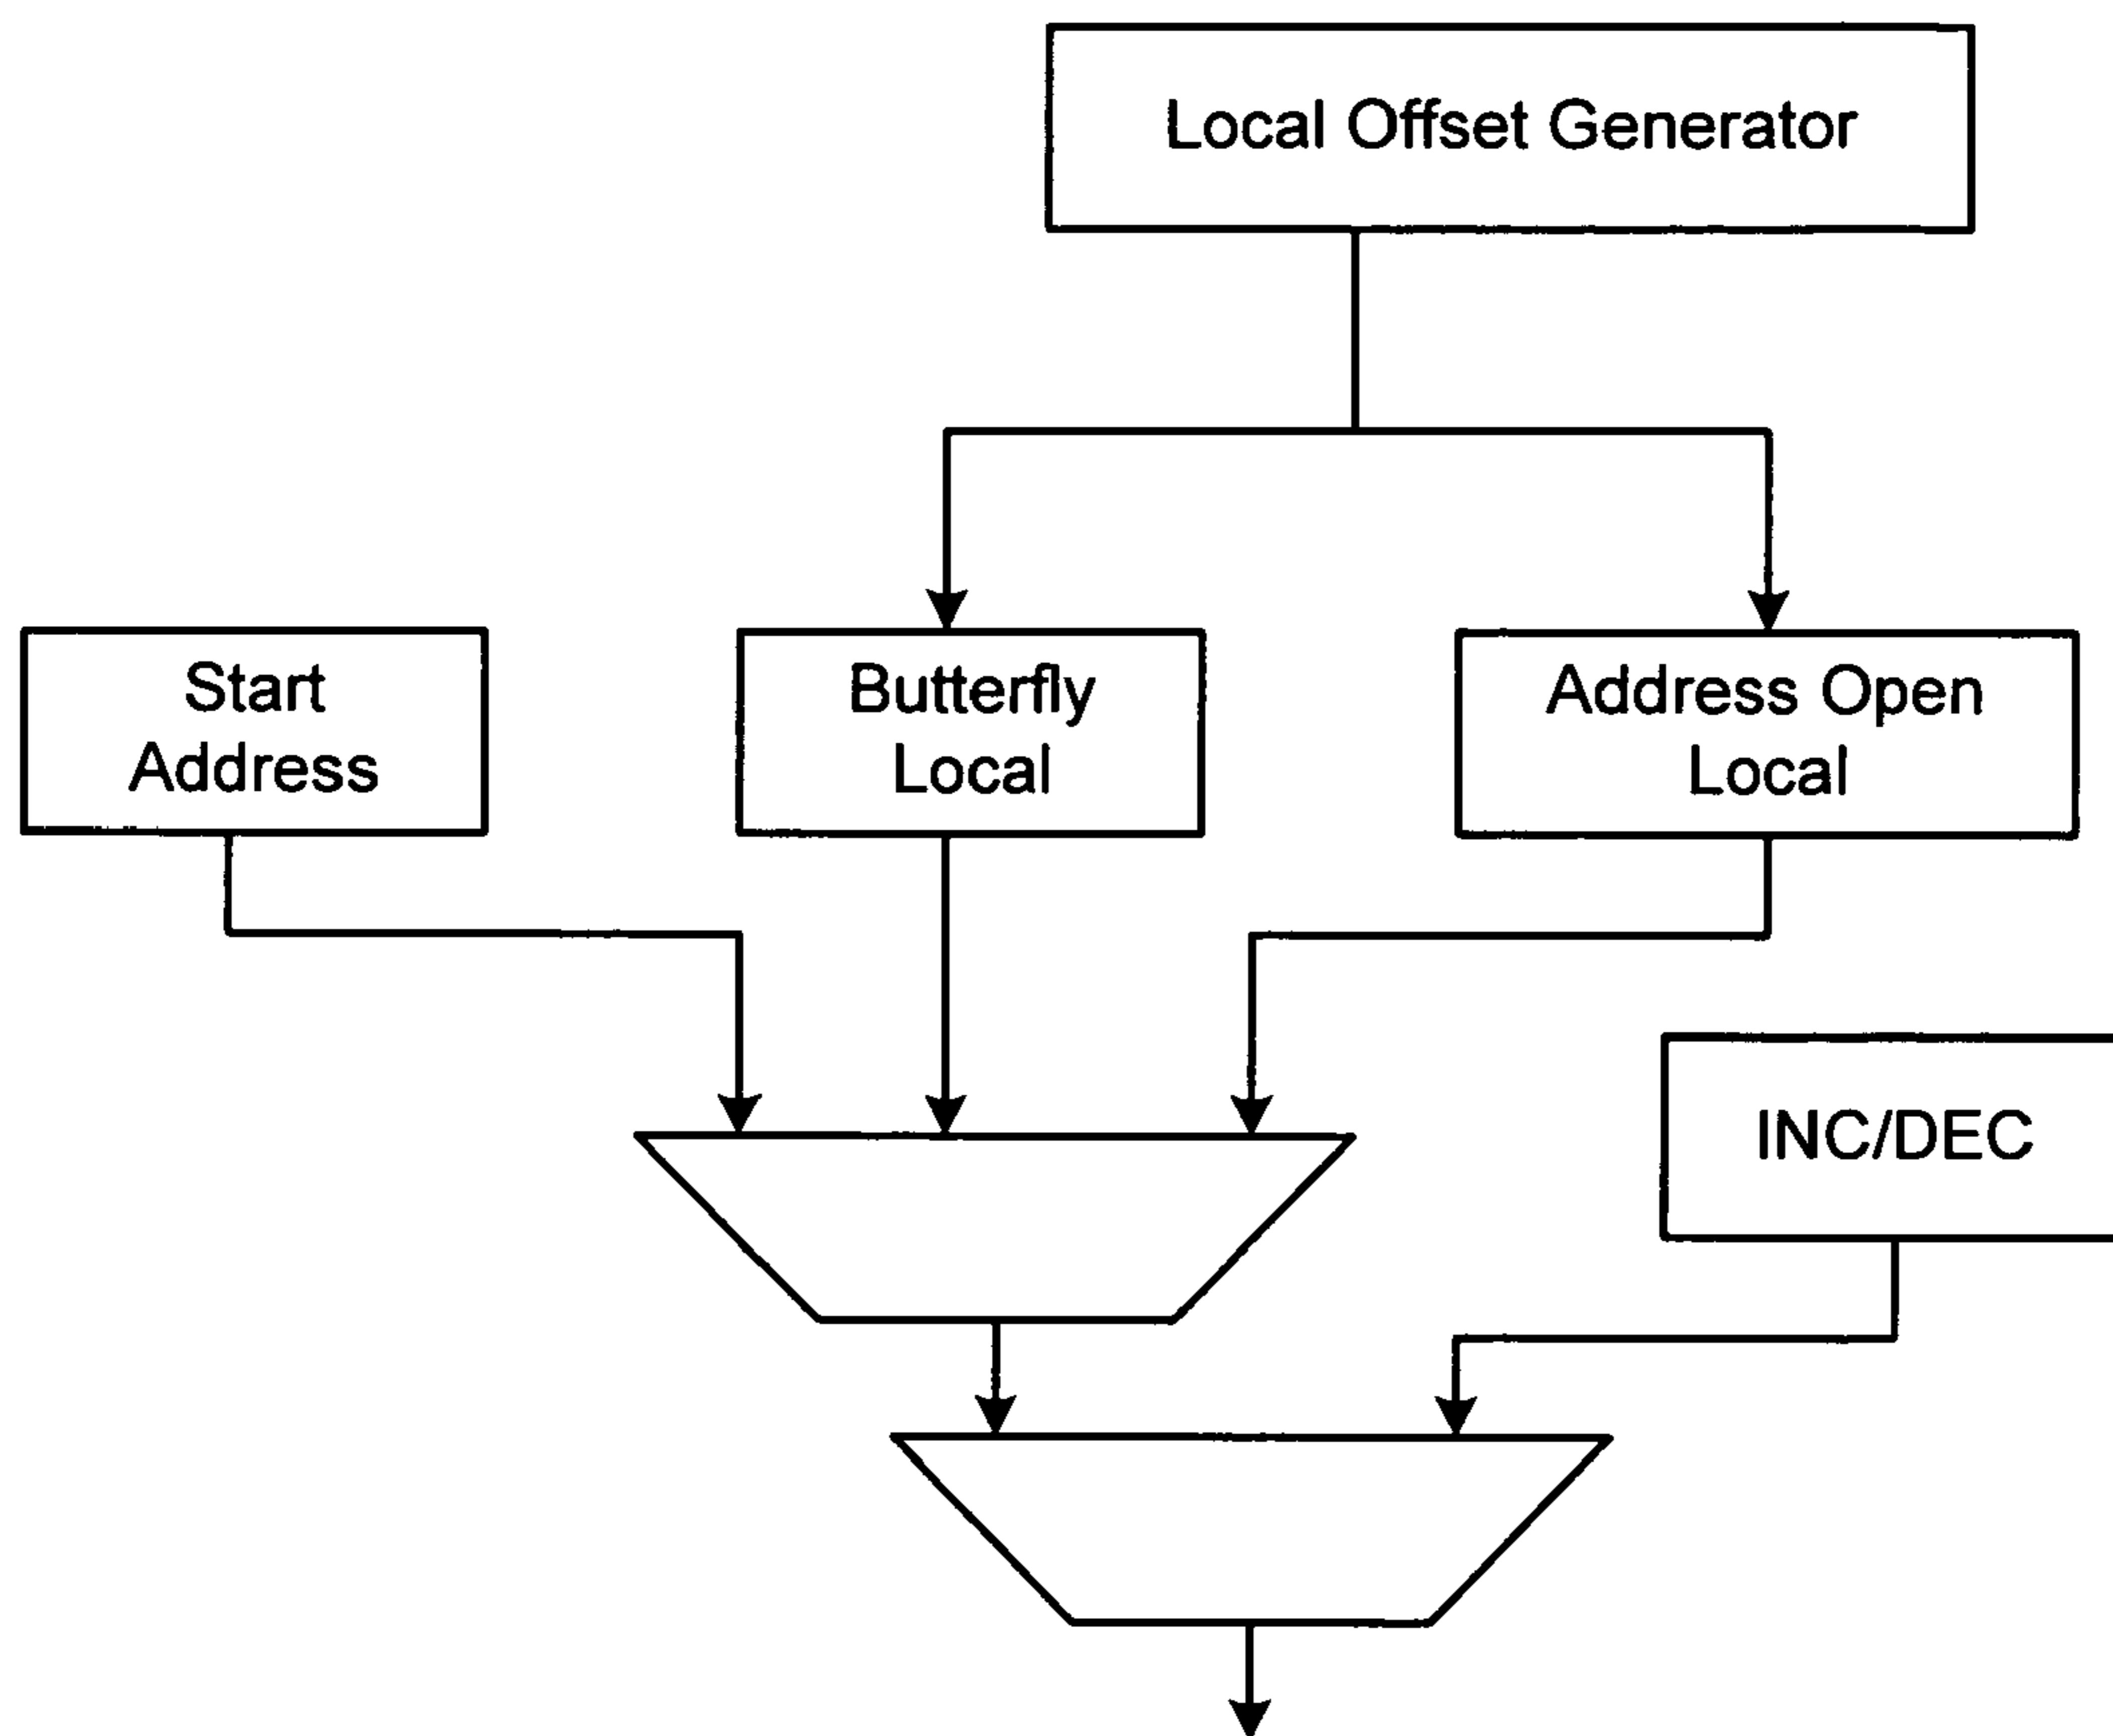 Local Offset Generator
Start
Address
Butterfly
Local
Address Open
Local
INC/DEC